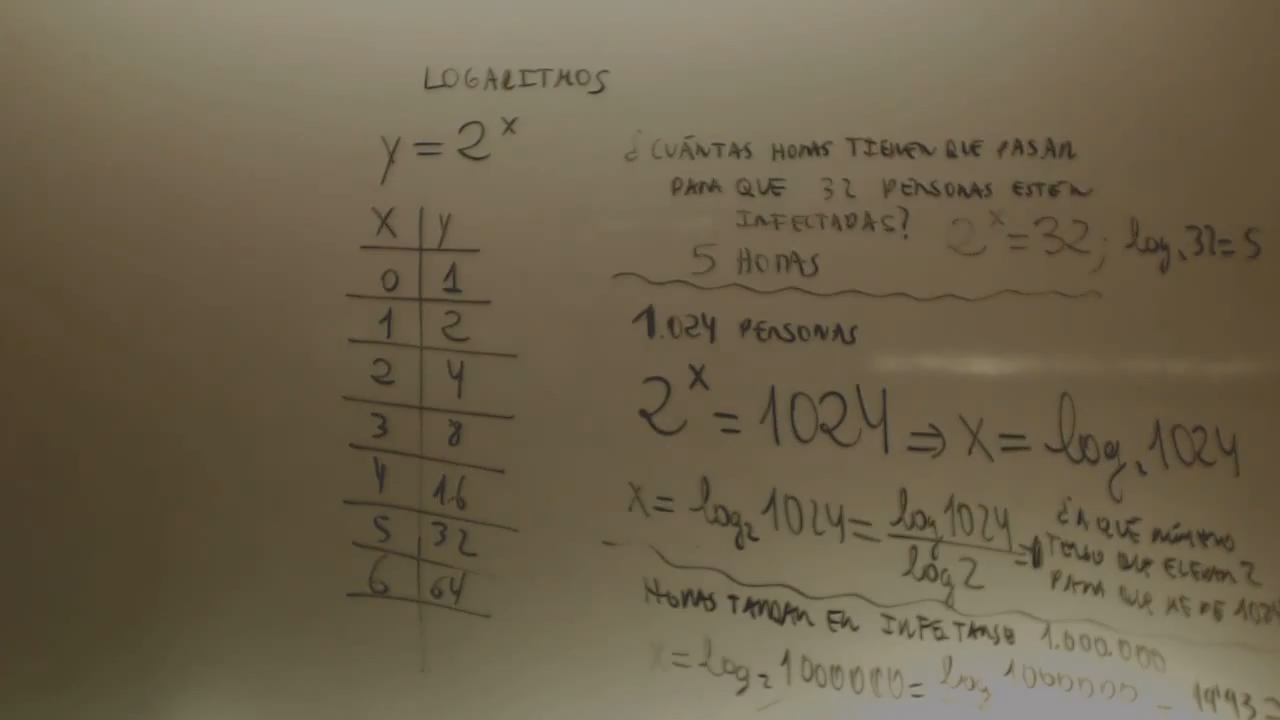 LOGARITMOS
y = 2^x
x y
0 1
1 2
2 4
3 8
4 16
5 32
6 64
¿CUÁNTAS HORAS TIENEN QUE PASAR
PARA QUE 32 PERSONAS ESTÉN
INFECTADAS? 2^x = 32; log₂ 32 = 5
5 HORAS
1.024 PERSONAS
2^x = 1024 ⇒ x = log₂ 1024
x = log₂ 1024 = log 1024 / log 2 =
¿A QUÉ NÚMERO
TENGO QUE ELEVAR 2
PARA QUE ME DE 1024
HORAS TARDAN EN INFECTARSE 1.000.000
x = log₂ 1000000 = log 1000000